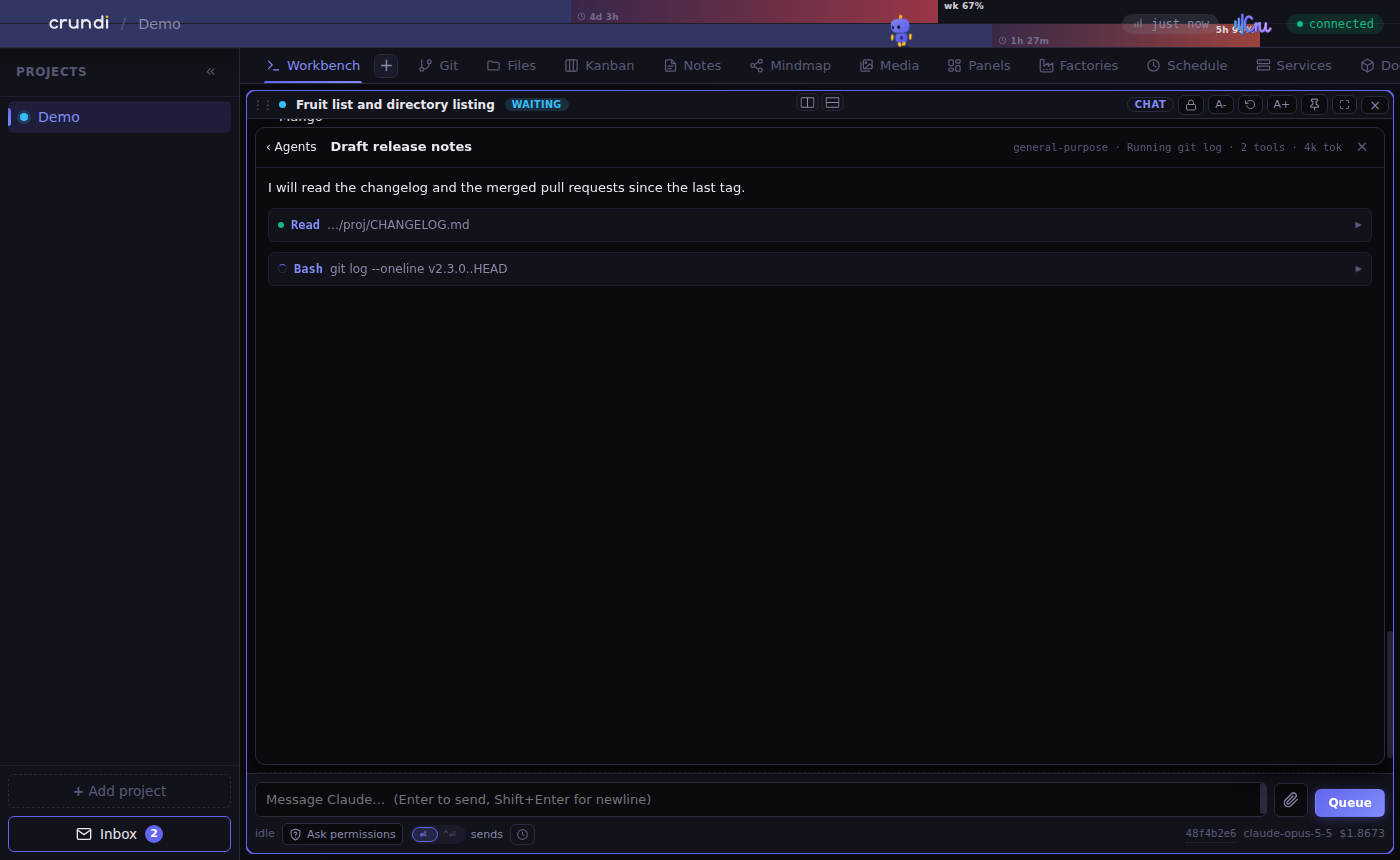 crundi / Demo
4d 3h
wk 67%
1h 27m
just now
connected
PROJECTS
Demo
+ Add project
Inbox 2
Workbench + Git Files Kanban Notes Mindmap Media Panels Factories Schedule Services Do
Fruit list and directory listing WAITING
CHAT A- A+
Mango
‹ Agents Draft release notes
general-purpose · Running git log · 2 tools · 4k tok
I will read the changelog and the merged pull requests since the last tag.
Read …/proj/CHANGELOG.md
Bash git log --oneline v2.3.0..HEAD
Message Claude… (Enter to send, Shift+Enter for newline)
Queue
idle Ask permissions sends
48f4b2e6 claude-opus-5-5 $1.8673